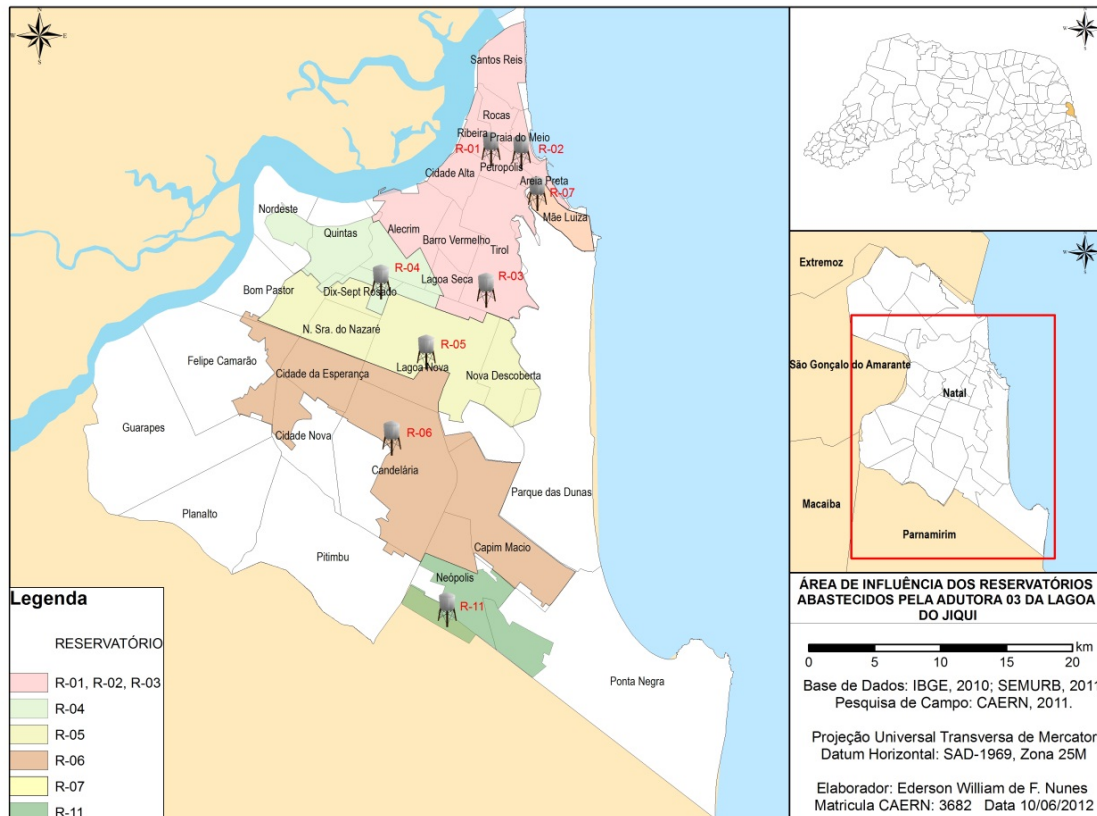 Santos Reis
Rocas
Ribeira
Praia do Meio
R-01
R-02
Petrópolis
Cidade Alta
Areia Preta
R-07
Mãe Luiza
Nordeste
Quintas
Alecrim
Barro Vermelho
Tirol
R-04
Lagoa Seca
R-03
Bom Pastor
Dix-Sept Rosado
N. Sra. do Nazaré
R-05
Felipe Camarão
Cidade da Esperança
Lagoa Nova
Nova Descoberta
Guarapes
Cidade Nova
R-06
Candelária
Parque das Dunas
Planalto
Pitimbu
Capim Macio
Neópolis
R-11
Ponta Negra
Legenda
RESERVATÓRIO
R-01, R-02, R-03
R-04
R-05
R-06
R-07
R-11
Extremoz
São Gonçalo do Amarante
Natal
Macaiba
Parnamirim
ÁREA DE INFLUÊNCIA DOS RESERVATÓRIOS
ABASTECIDOS PELA ADUTORA 03 DA LAGOA
DO JIQUI
km
0 5 10 15 20
Base de Dados: IBGE, 2010; SEMURB, 2011
Pesquisa de Campo: CAERN, 2011.
Projeção Universal Transversa de Mercator
Datum Horizontal: SAD-1969, Zona 25M
Elaborador: Ederson William de F. Nunes
Matricula CAERN: 3682 Data 10/06/2012